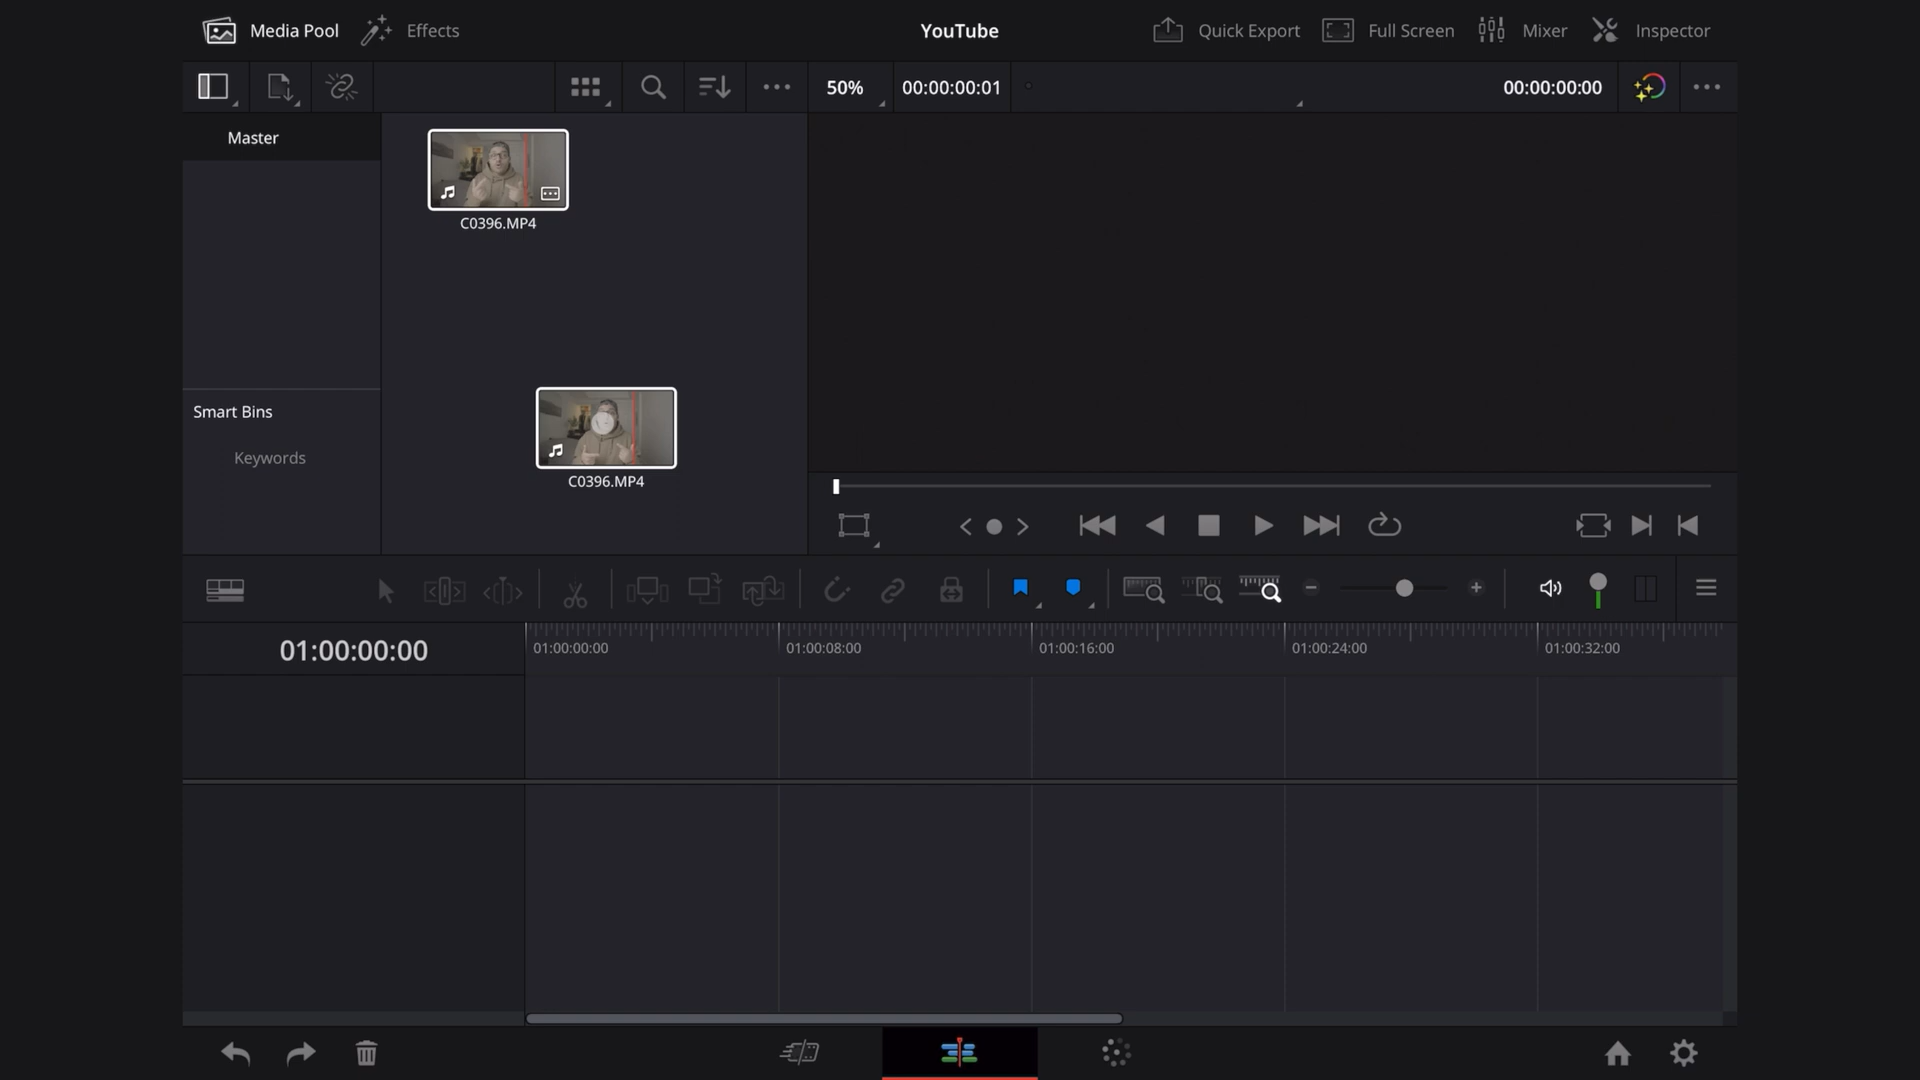 Media Pool
Effects
YouTube
Quick Export
Full Screen
Mixer
Inspector
50%
00:00:00:01
00:00:00:00
Master
C0396.MP4
Smart Bins
Keywords
C0396.MP4
01:00:00:00
01:00:00:00
01:00:08:00
01:00:16:00
01:00:24:00
01:00:32:00